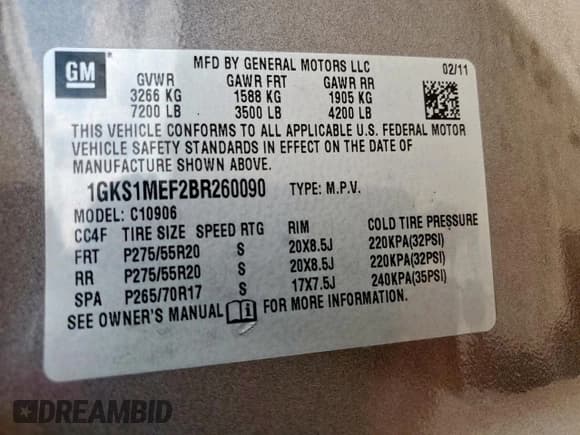 GM
MFD BY GENERAL MOTORS LLC 02/11
GVWR GAWR FRT GAWR RR
3266 KG 1588 KG 1905 KG
7200 LB 3500 LB 4200 LB
THIS VEHICLE CONFORMS TO ALL APPLICABLE U.S. FEDERAL MOTOR
VEHICLE SAFETY STANDARDS IN EFFECT ON THE DATE OF
MANUFACTURE SHOWN ABOVE.
1GKS1MEF2BR260090 TYPE: M.P.V.
MODEL: C10906
CC4F TIRE SIZE SPEED RTG RIM COLD TIRE PRESSURE
FRT P275/55R20 S 20X8.5J 220KPA(32PSI)
RR P275/55R20 S 20X8.5J 220KPA(32PSI)
SPA P265/70R17 S 17X7.5J 240KPA(35PSI)
SEE OWNER'S MANUAL FOR MORE INFORMATION.
DREAMBID